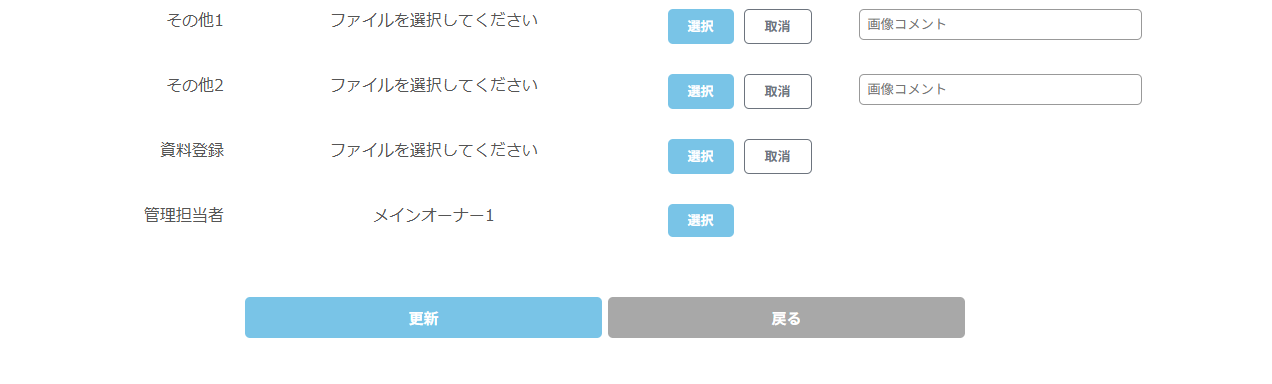 その他1 ファイルを選択してください 選択 取消 画像コメント
その他2 ファイルを選択してください 選択 取消 画像コメント
資料登録 ファイルを選択してください 選択 取消
管理担当者 メインオーナー1 選択
更新 戻る